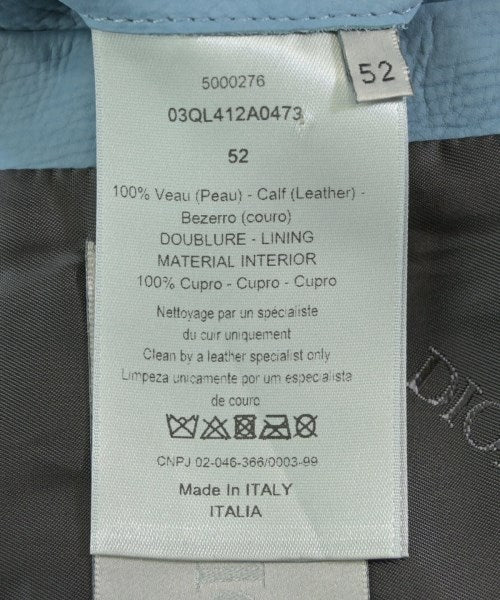 52
5000276
03QL412A0473
52
100% Veau (Peau) - Calf (Leather) -
Bezerro (couro)
DOUBLURE - LINING
MATERIAL INTERIOR
100% Cupro - Cupro - Cupro
Nettoyage par un spécialiste
du cuir uniquement
Clean by a leather specialist only
Limpeza unicamente por um especialista
de couro
CNPJ 02-046-366/0003-99
Made In ITALY
ITALIA